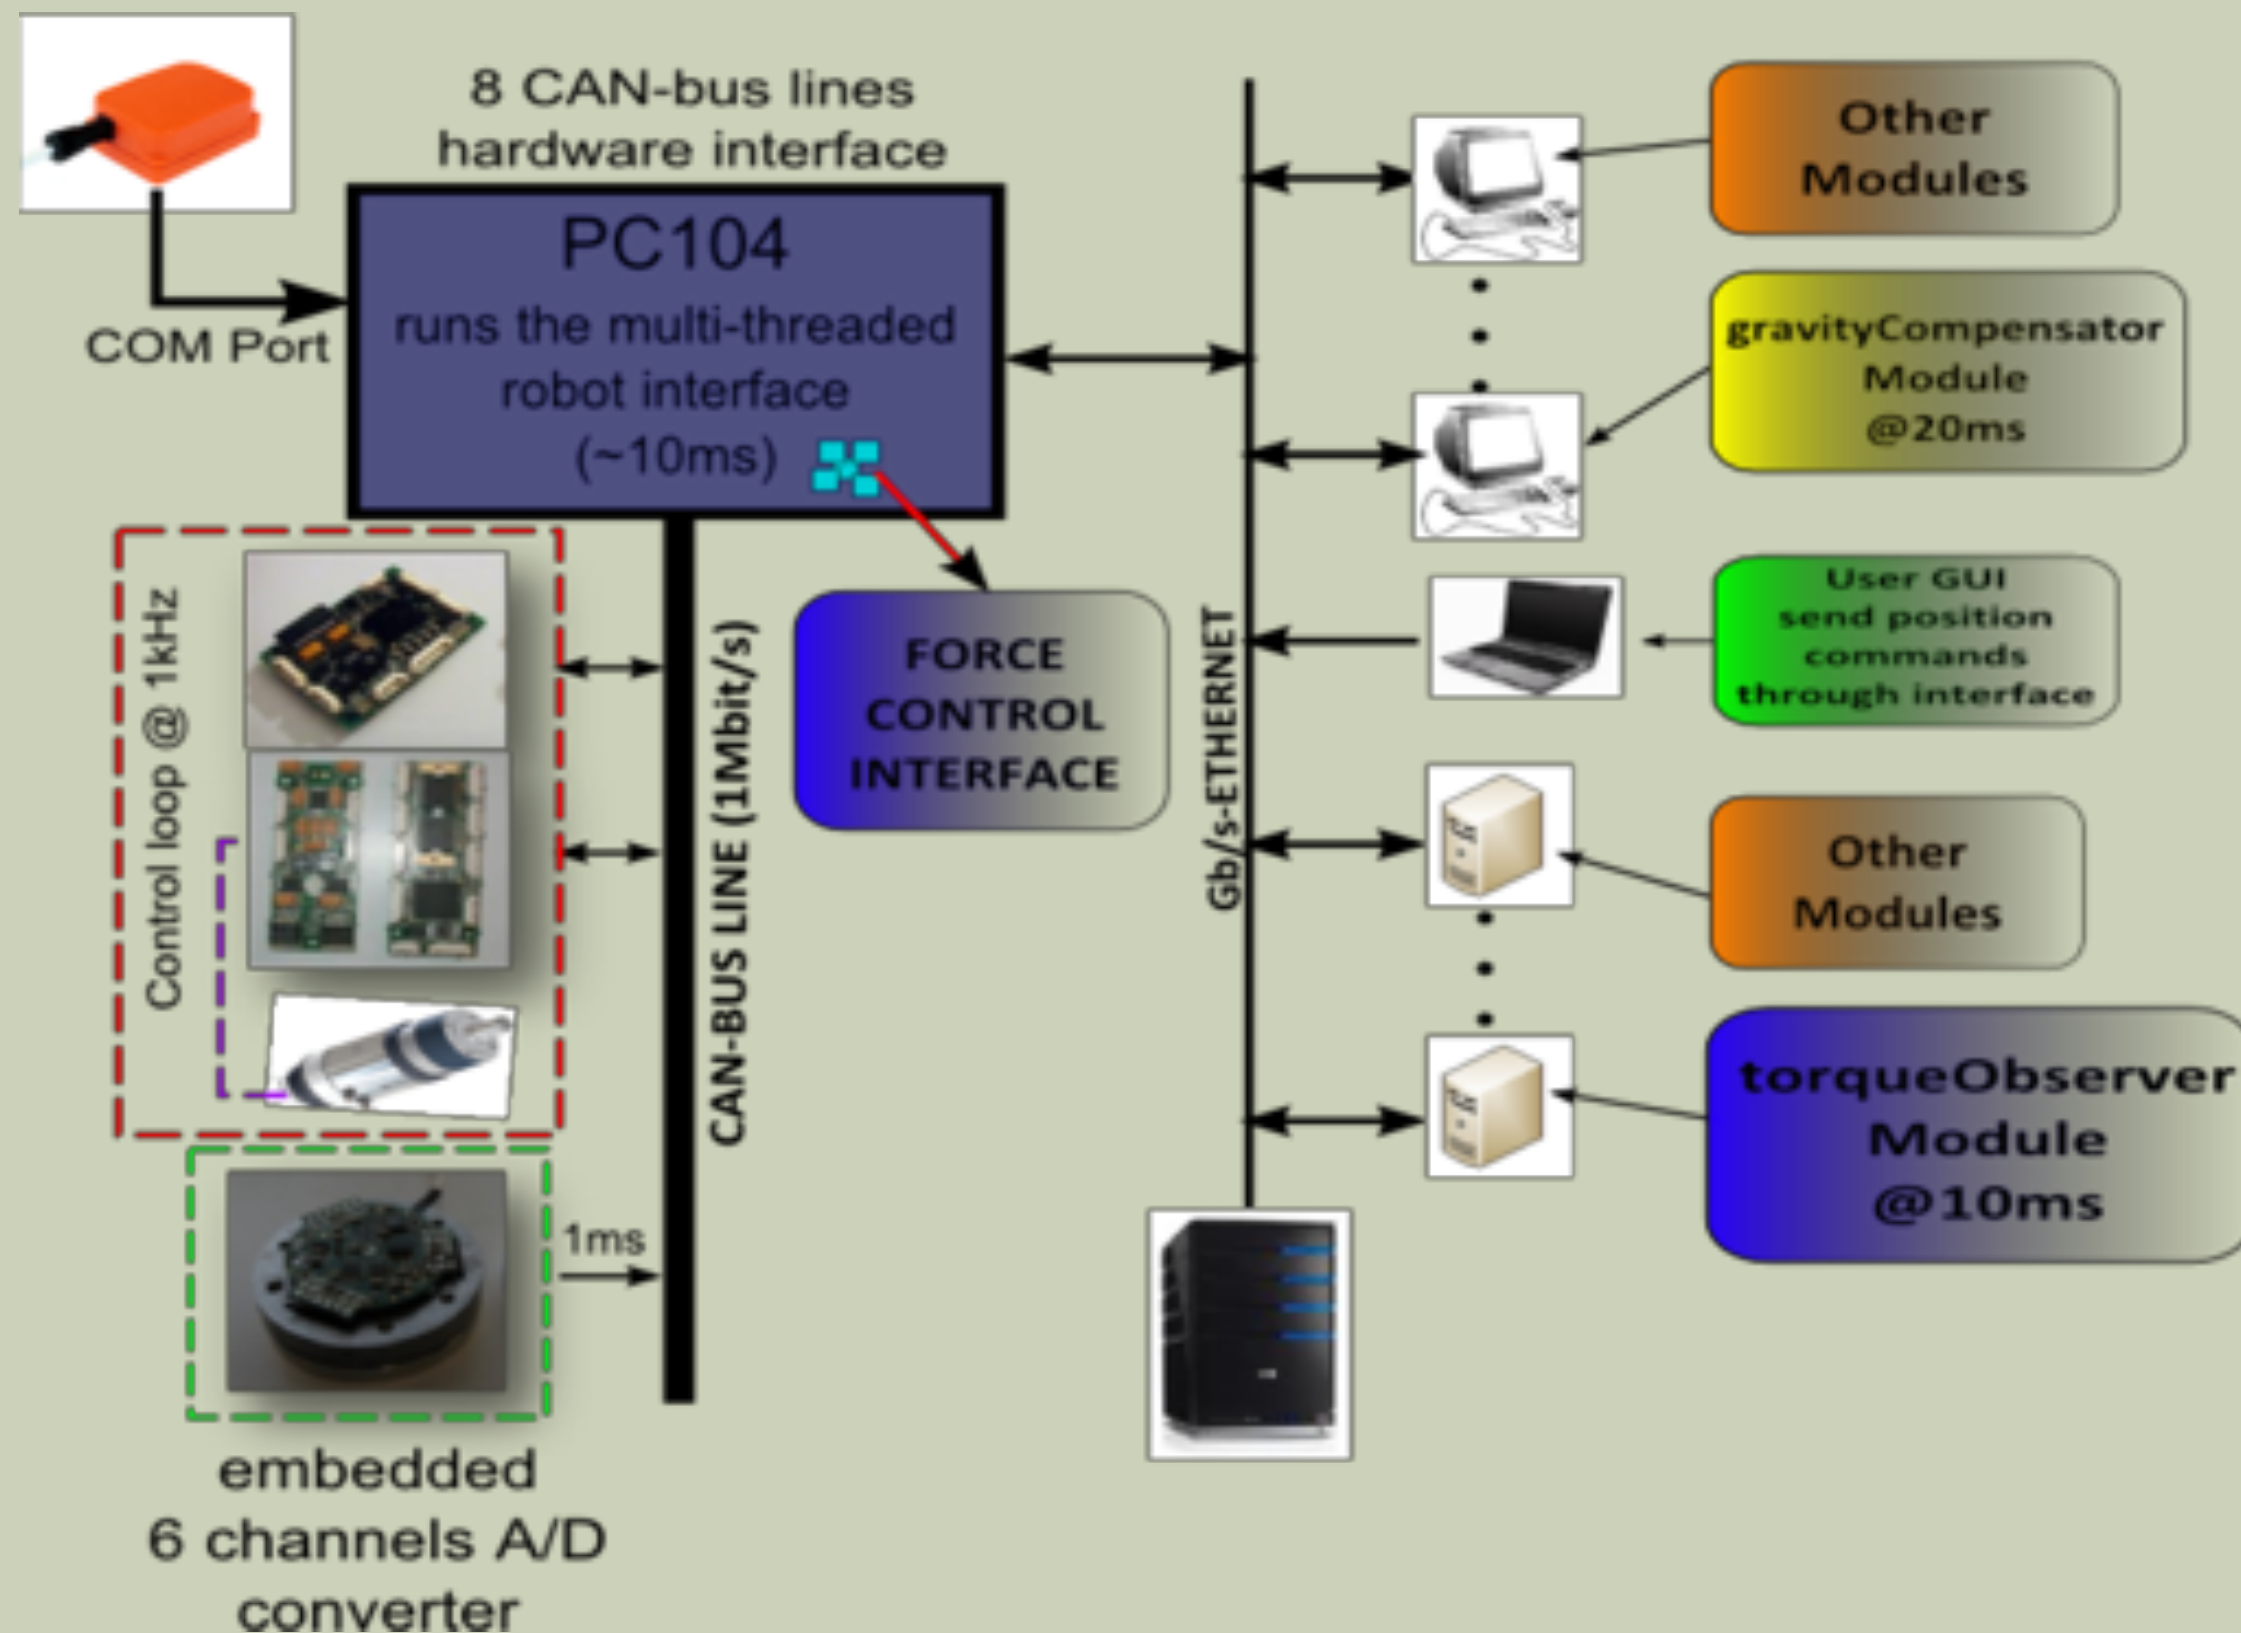 8 CAN-bus lines
hardware interface
PC104
runs the multi-threaded
robot interface
(~10ms)
COM Port
Control loop @ 1kHz
CAN-BUS LINE (1Mbit/s)
FORCE
CONTROL
INTERFACE
1ms
embedded
6 channels A/D
converter
Gb/s-ETHERNET
Other
Modules
gravityCompensator
Module
@20ms
User GUI
send position
commands
through interface
Other
Modules
torqueObserver
Module
@10ms